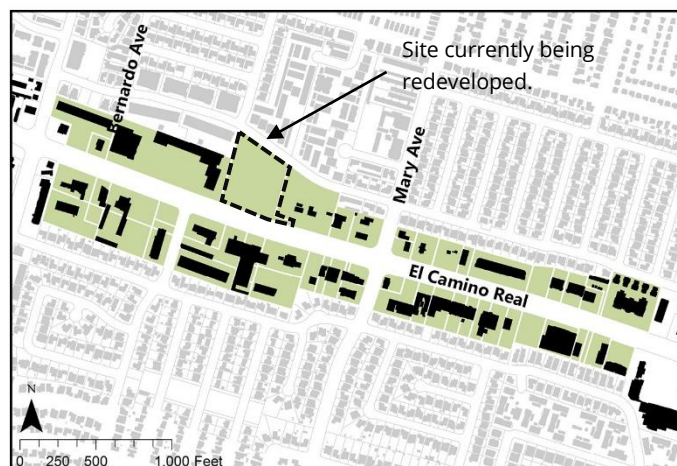 Site currently being
redeveloped.
Bernardo Ave
Mary Ave
El Camino Real
N
0 250 500 1,000 Feet